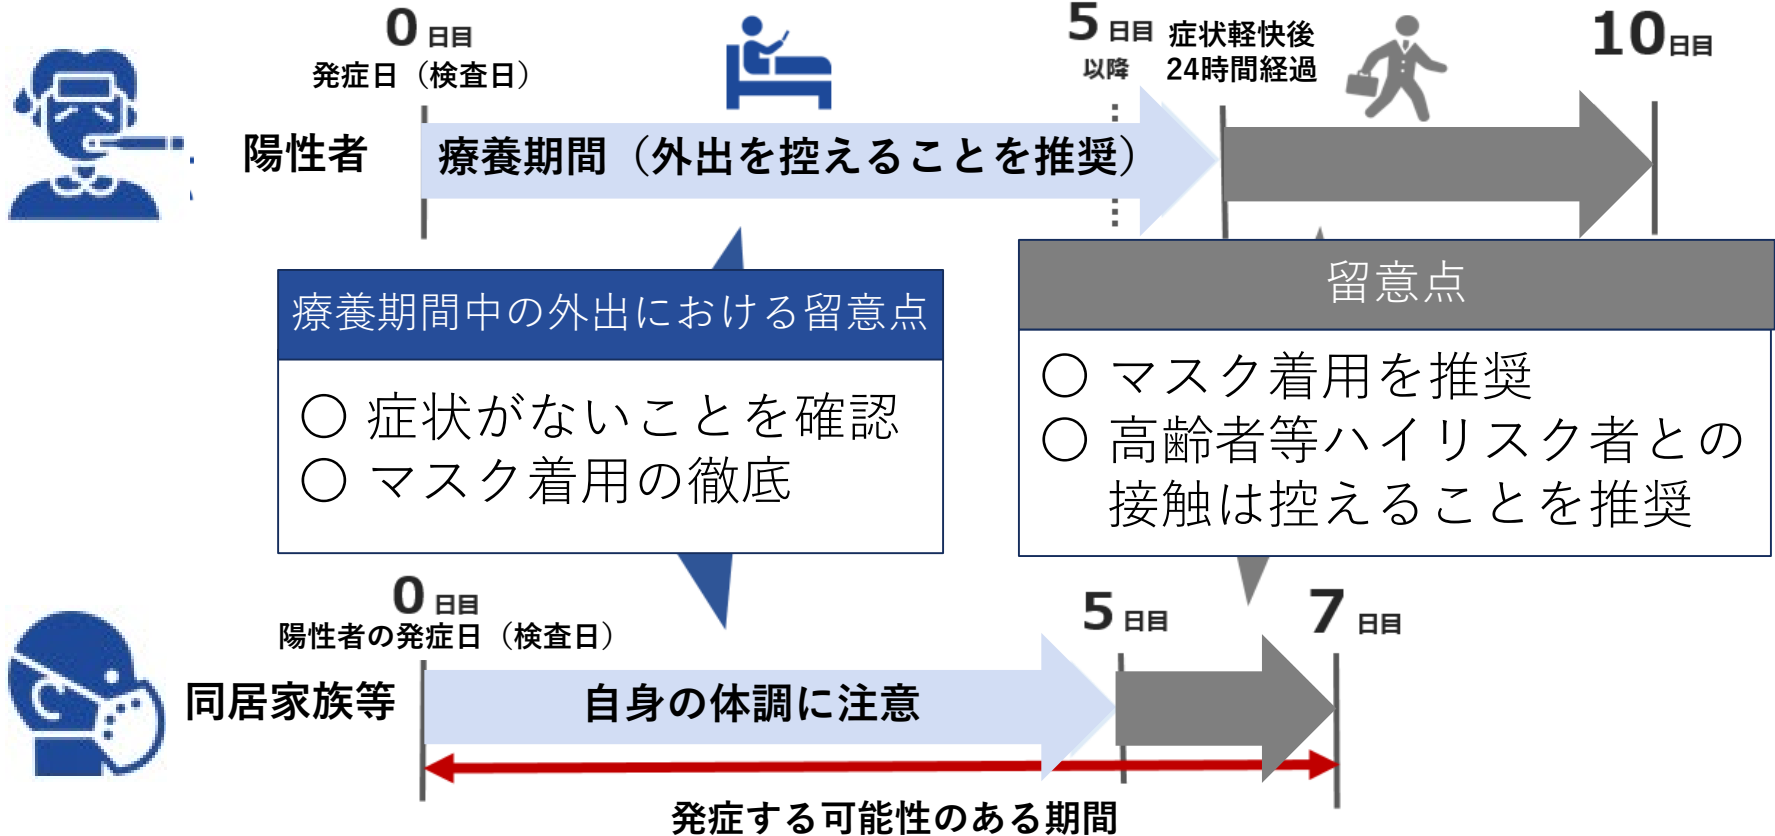 0 日目
発症日（検査日）
5 日目
以降
症状軽快後
24時間経過
10日目
陽性者
療養期間（外出を控えることを推奨）
療養期間中の外出における留意点
○ 症状がないことを確認
○ マスク着用の徹底
留意点
○ マスク着用を推奨
○ 高齢者等ハイリスク者との
接触は控えることを推奨
0 日目
陽性者の発症日（検査日）
5 日目
7 日目
同居家族等
自身の体調に注意
発症する可能性のある期間